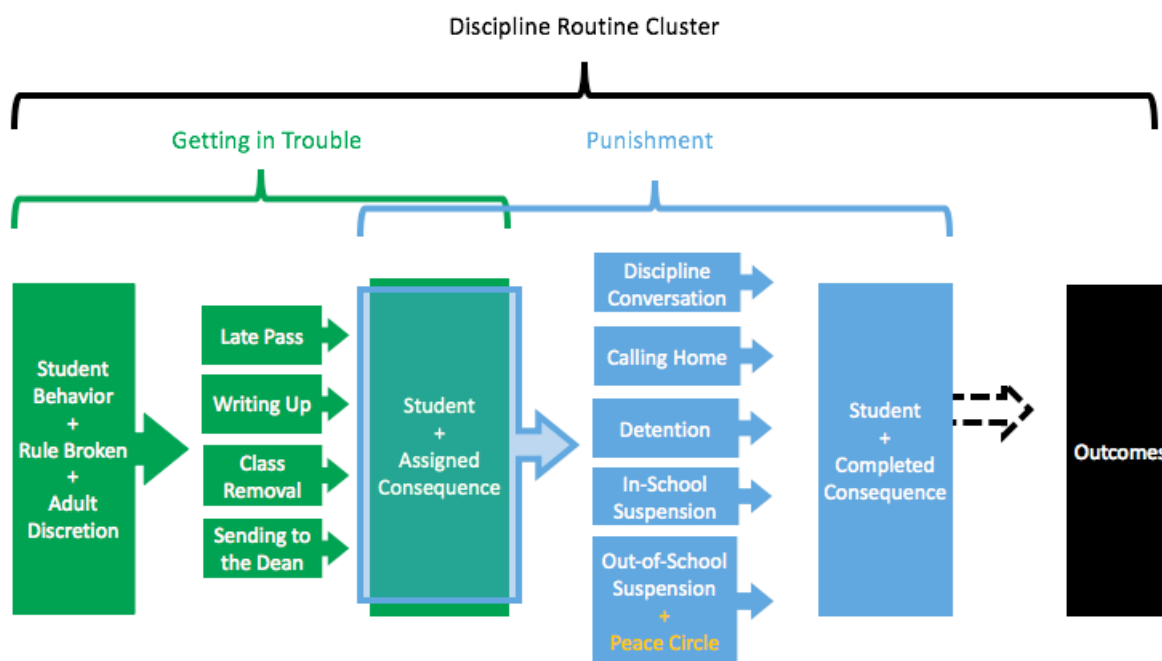 Discipline Routine Cluster
Getting in Trouble
Punishment
Student
Behavior
+
Rule Broken
+
Adult
Discretion
Late Pass
Writing Up
Class
Removal
Sending to
the Dean
Student
+
Assigned
Consequence
Discipline
Conversation
Calling Home
Detention
In-School
Suspension
Out-of-School
Suspension
+
Peace Circle
Student
+
Completed
Consequence
Outcomes